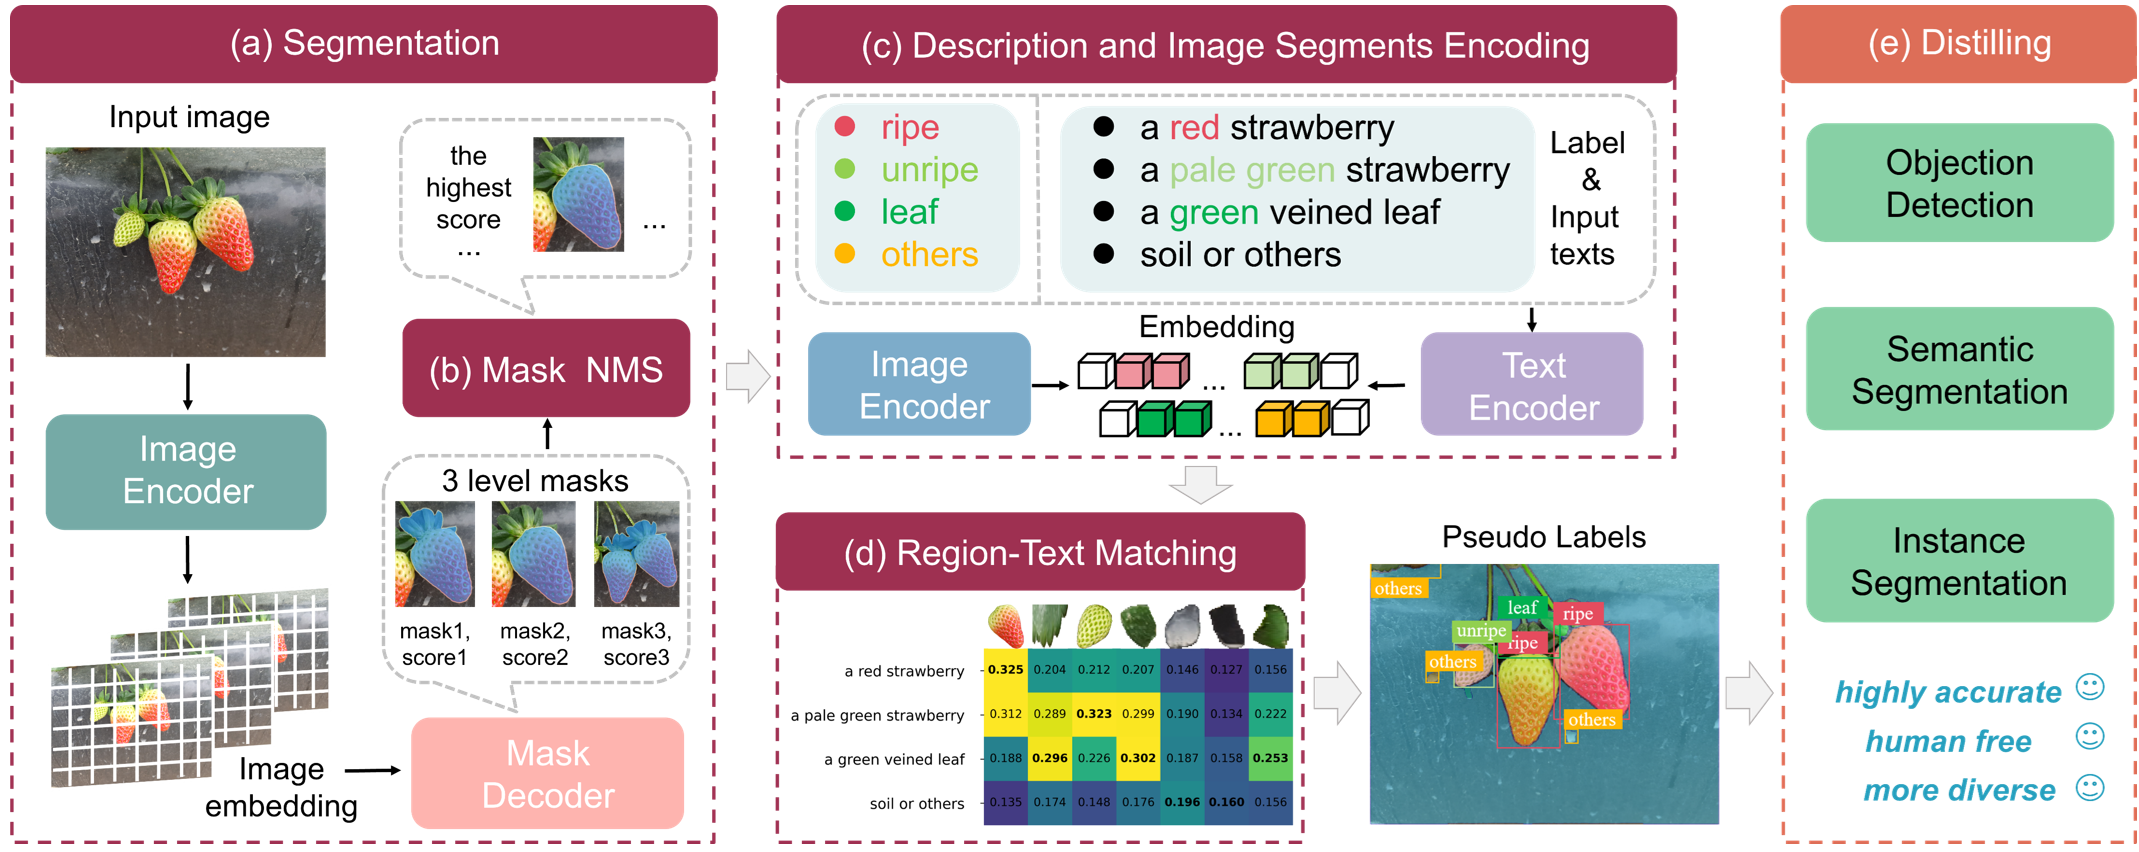 (a) Segmentation
Input image
the
highest
score
...
...
(b) Mask NMS
Image
Encoder
3 level masks
mask1,
score1
mask2,
score2
mask3,
score3
Image
embedding
Mask
Decoder
(c) Description and Image Segments Encoding
ripe
unripe
leaf
others
a red strawberry
a pale green strawberry
a green veined leaf
soil or others
Label
&
Input
texts
Image
Encoder
Embedding
...
...
Text
Encoder
(d) Region-Text Matching
a red strawberry 0.325 0.204 0.212 0.207 0.146 0.127 0.156
a pale green strawberry 0.312 0.289 0.323 0.299 0.190 0.134 0.222
a green veined leaf 0.188 0.296 0.226 0.302 0.187 0.158 0.253
soil or others 0.135 0.174 0.148 0.176 0.196 0.160 0.156
Pseudo Labels
others
leaf
ripe
unripe
ripe
others
others
(e) Distilling
Objection
Detection
Semantic
Segmentation
Instance
Segmentation
highly accurate
human free
more diverse